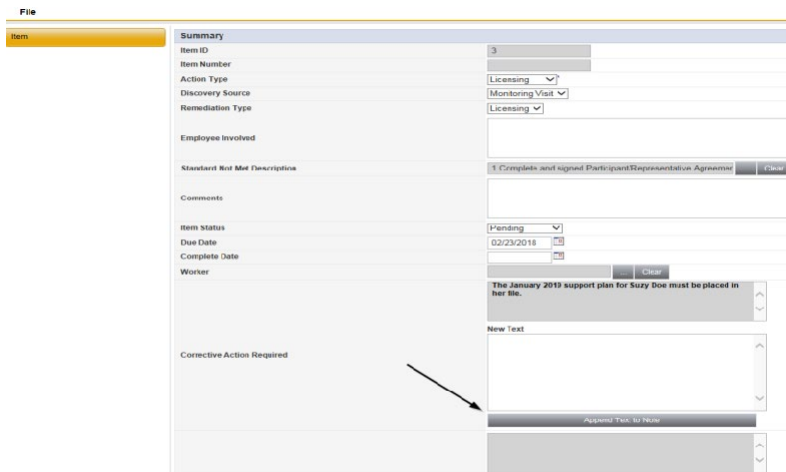 File
Item
Summary
Item ID 3
Item Number
Action Type Licensing *
Discovery Source Monitoring Visit
Remediation Type Licensing
Employee Involved
Standard Not Met Description 1 Complete and signed Participant/Representative Agreemer ... Clear
Comments
Item Status Pending
Due Date 02/23/2018
Complete Date
Worker ... Clear
The January 2019 support plan for Suzy Doe must be placed in
her file.
New Text
Corrective Action Required
Append Text to Note